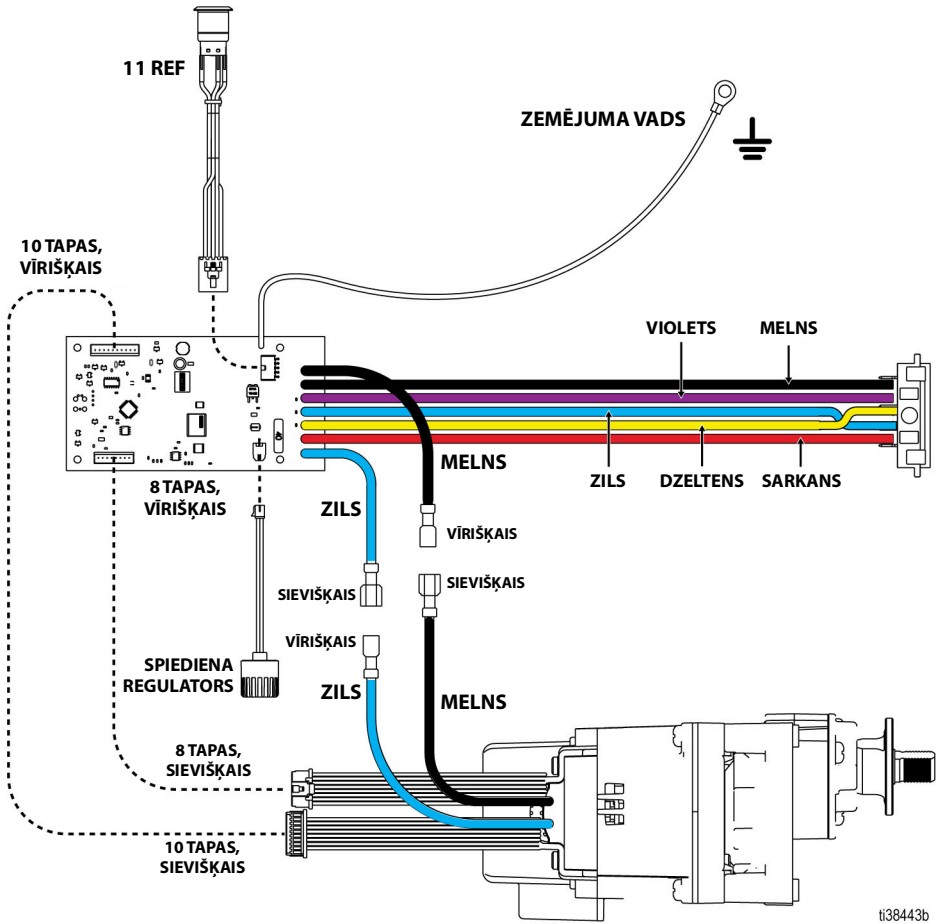 11 REF
ZEMĒJUMA VADS
10 TAPAS,
VĪRIŠĶAIS
VIOLETS
MELNS
MELNS
ZILS
DZELTENS
SARKANS
8 TAPAS,
VĪRIŠĶAIS
ZILS
VĪRIŠĶAIS
SIEVIŠĶAIS
SIEVIŠĶAIS
VĪRIŠĶAIS
SPIEDIENA
REGULATORS
ZILS
MELNS
8 TAPAS,
SIEVIŠĶAIS
10 TAPAS,
SIEVIŠĶAIS
ti38443b